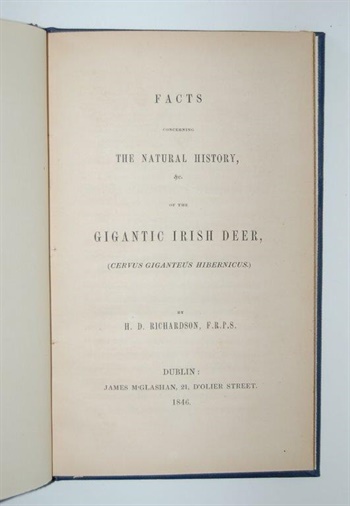 FACTS
CONCERNING
THE NATURAL HISTORY,
&c.
OF THE
GIGANTIC IRISH DEER,
(CERVUS GIGANTEUS HIBERNICUS.)
BY
H. D. RICHARDSON, F.R.P.S.
DUBLIN:
JAMES M'GLASHAN, 21, D'OLIER STREET.
1846.